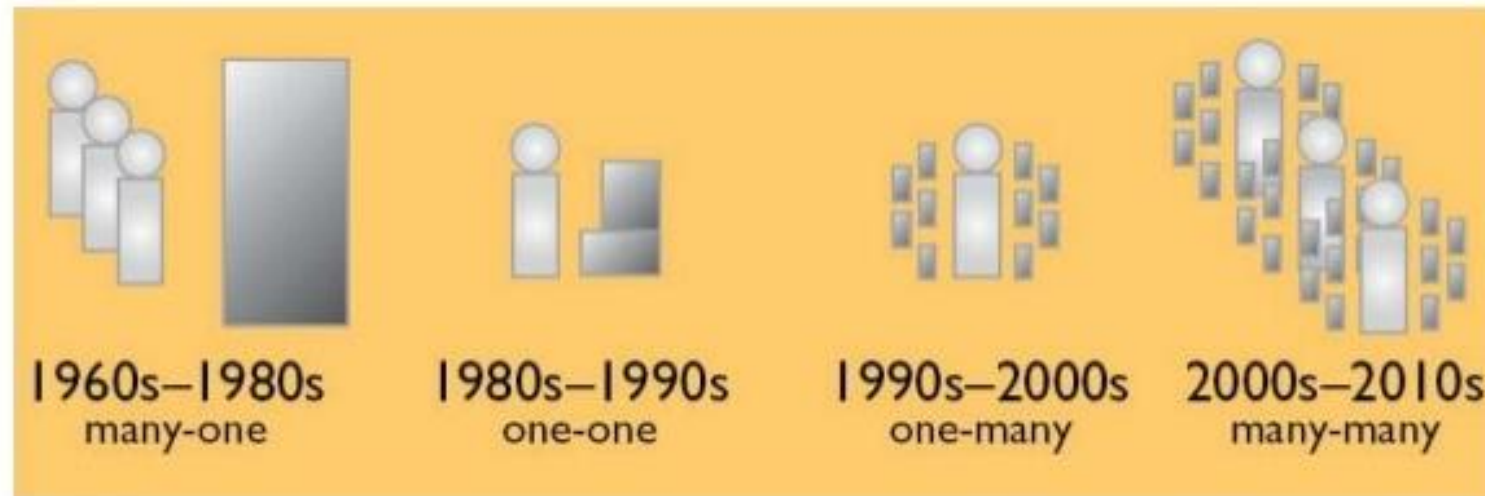 1960s–1980s
many-one
1980s–1990s
one-one
1990s–2000s
one-many
2000s–2010s
many-many